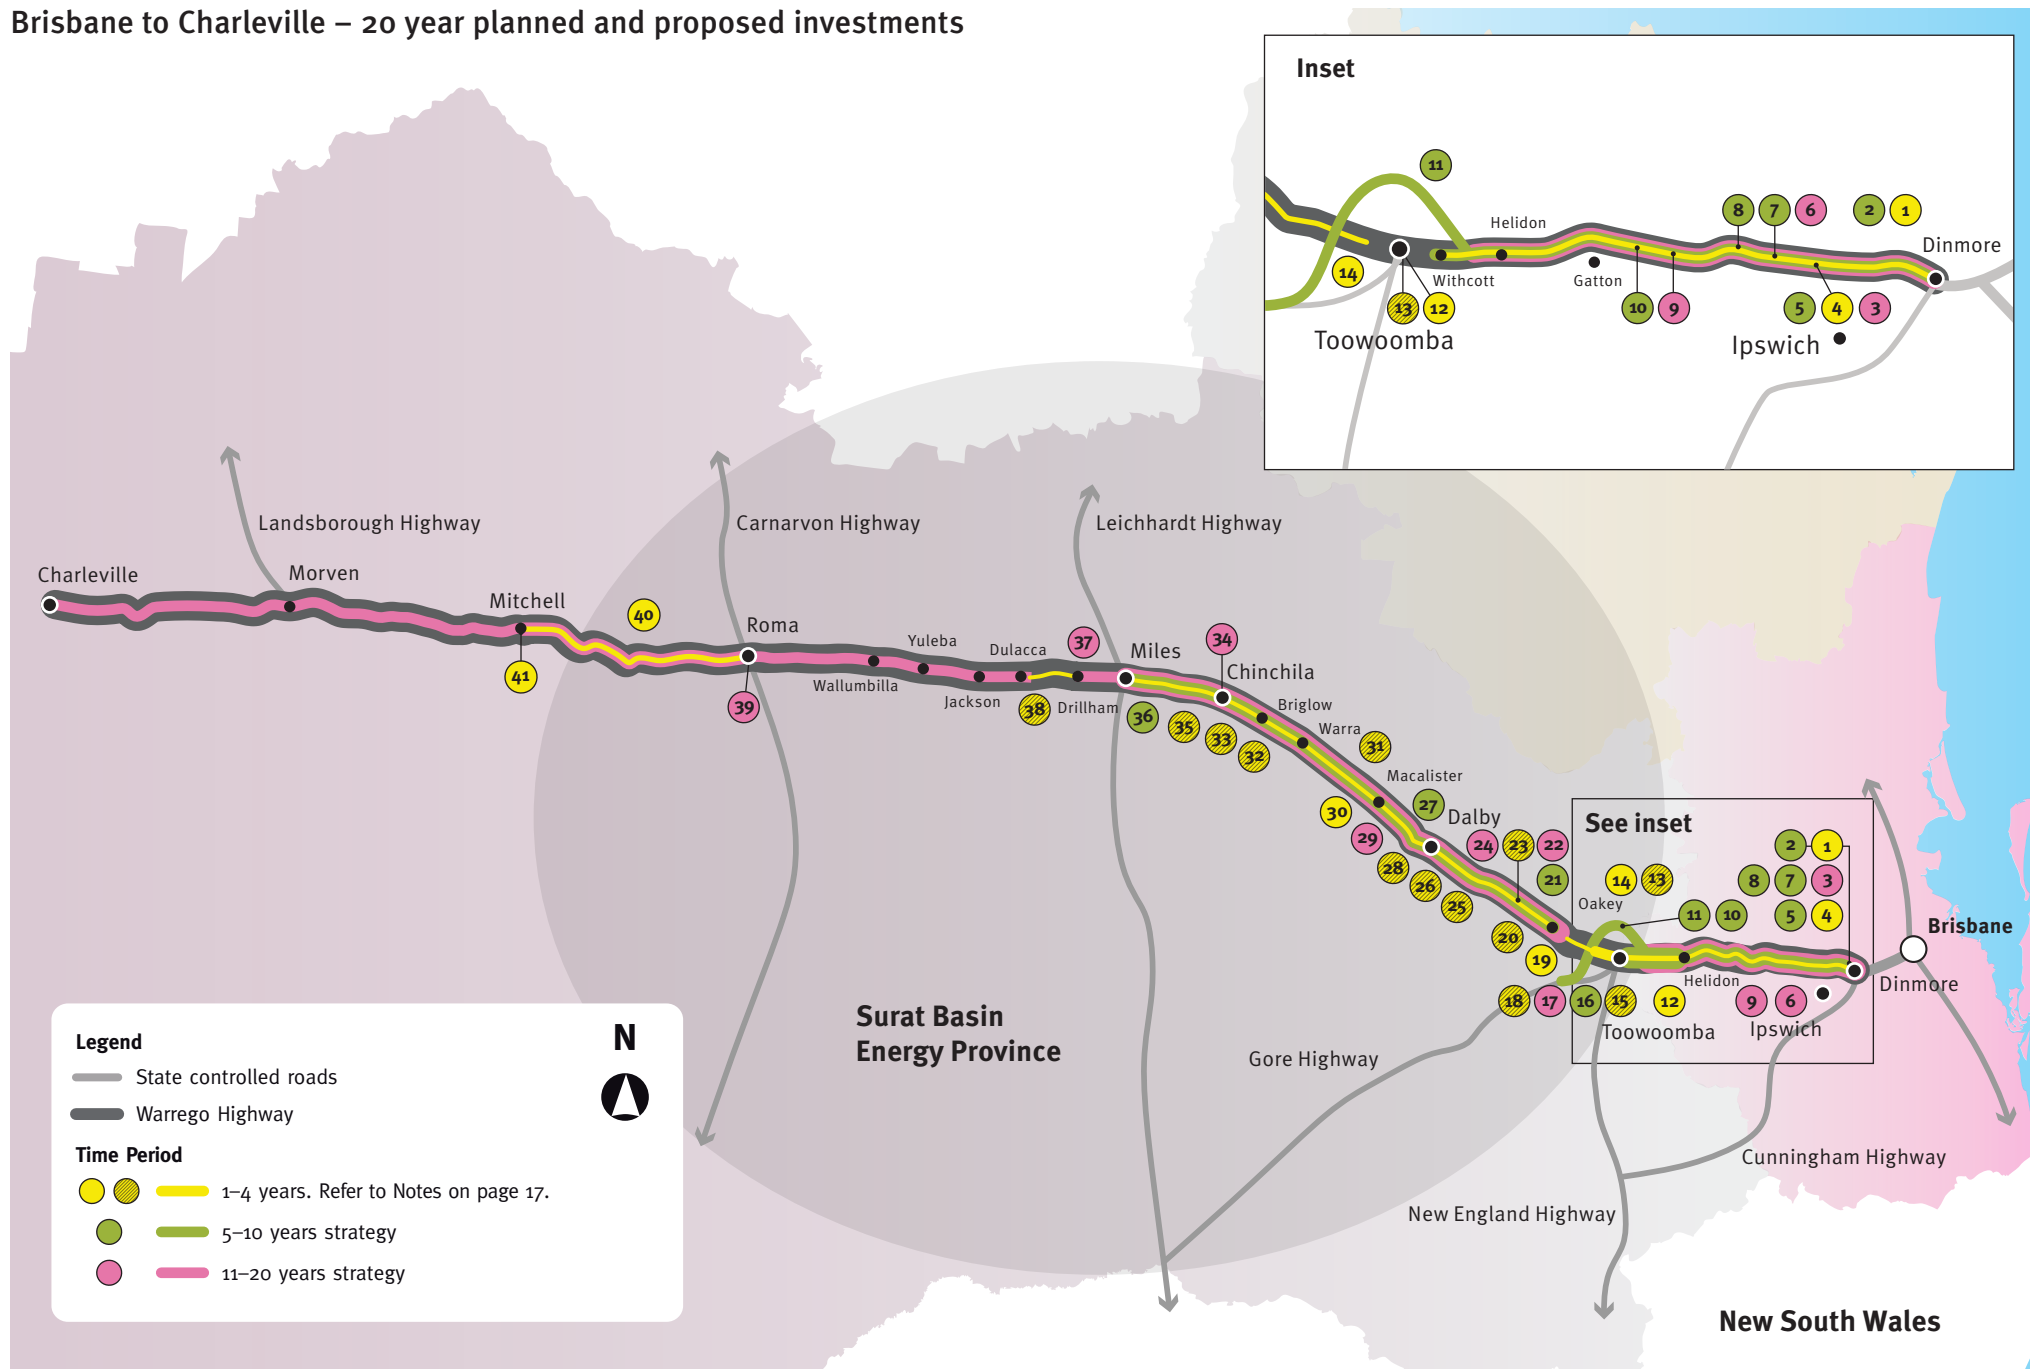 Brisbane to Charleville – 20 year planned and proposed investments
Inset
11
Helidon
8 7 6 2 1
Dinmore
14
Withcott
Gatton
13 12
10 9
5 4 3
Toowoomba
Ipswich
Landsborough Highway
Carnarvon Highway
Leichhardt Highway
Charleville
Morven
Mitchell
40
Roma
Yuleba
Dulacca
37
Miles
34
Chinchila
41
Wallumbilla
Jackson
39
38
Drillham
36
35
33
32
Briglow
Warra
31
Macalister
27
Dalby
30
29
28
26
25
24 23 22
21
Oakey
20
19
See inset
2 1
14 13
8 7 3
11 10
5 4
Brisbane
Helidon
Dinmore
18 17 16 15 12
9 6
Toowoomba
Ipswich
Surat Basin
Energy Province
Gore Highway
Cunningham Highway
New England Highway
New South Wales
Legend
N
State controlled roads
Warrego Highway
Time Period
1–4 years. Refer to Notes on page 17.
5–10 years strategy
11–20 years strategy